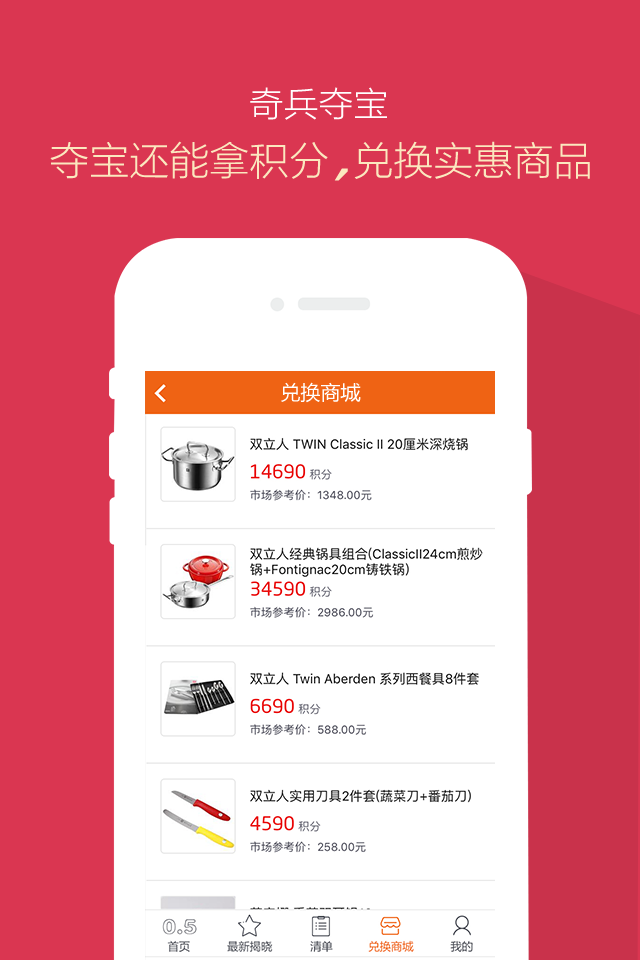 奇兵夺宝
夺宝还能拿积分,兑换实惠商品
兑换商城
双立人 TWIN Classic II 20厘米深烧锅
14690 积分
市场参考价：1348.00元
双立人经典锅具组合(ClassicII24cm煎炒
锅+Fontignac20cm铸铁锅)
34590 积分
市场参考价：2986.00元
双立人 Twin Aberden 系列西餐具8件套
6690 积分
市场参考价：588.00元
双立人实用刀具2件套(蔬菜刀+番茄刀)
4590 积分
市场参考价：258.00元
0.5
首页 最新揭晓 清单 兑换商城 我的